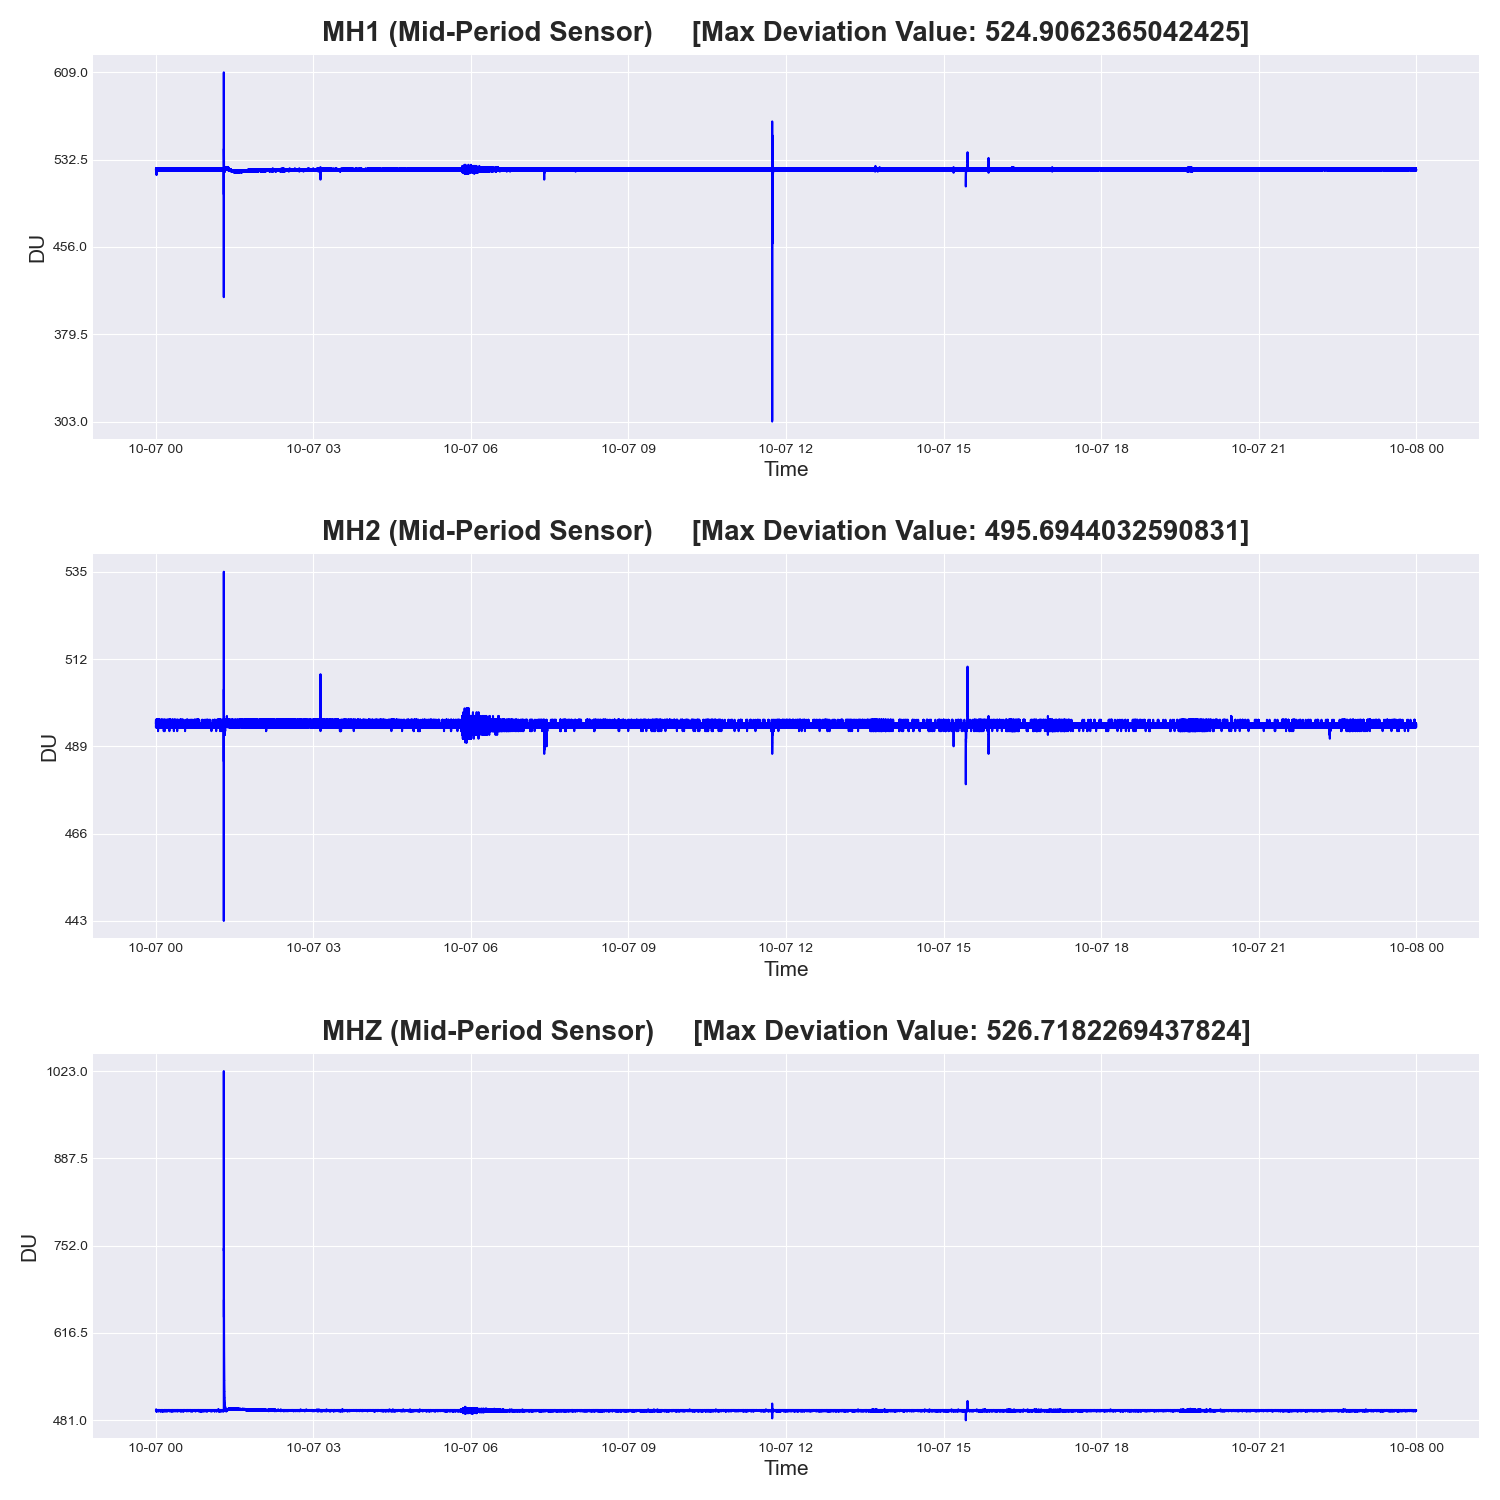 MH1 (Mid-Period Sensor) [Max Deviation Value: 524.9062365042425]
609.0
532.5
456.0
379.5
303.0
DU
10-07 00 10-07 03 10-07 06 10-07 09 10-07 12 10-07 15 10-07 18 10-07 21 10-08 00
Time
MH2 (Mid-Period Sensor) [Max Deviation Value: 495.6944032590831]
535
512
489
466
443
DU
10-07 00 10-07 03 10-07 06 10-07 09 10-07 12 10-07 15 10-07 18 10-07 21 10-08 00
Time
MHZ (Mid-Period Sensor) [Max Deviation Value: 526.7182269437824]
1023.0
887.5
752.0
616.5
481.0
DU
10-07 00 10-07 03 10-07 06 10-07 09 10-07 12 10-07 15 10-07 18 10-07 21 10-08 00
Time